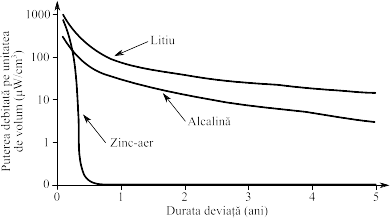 1000
100
10
1
0
0
1
2
3
4
5
Puterea debitată pe unitatea
de volum (µW/cm³)
Litiu
Alcalină
Zinc-aer
Durata deviață (ani)